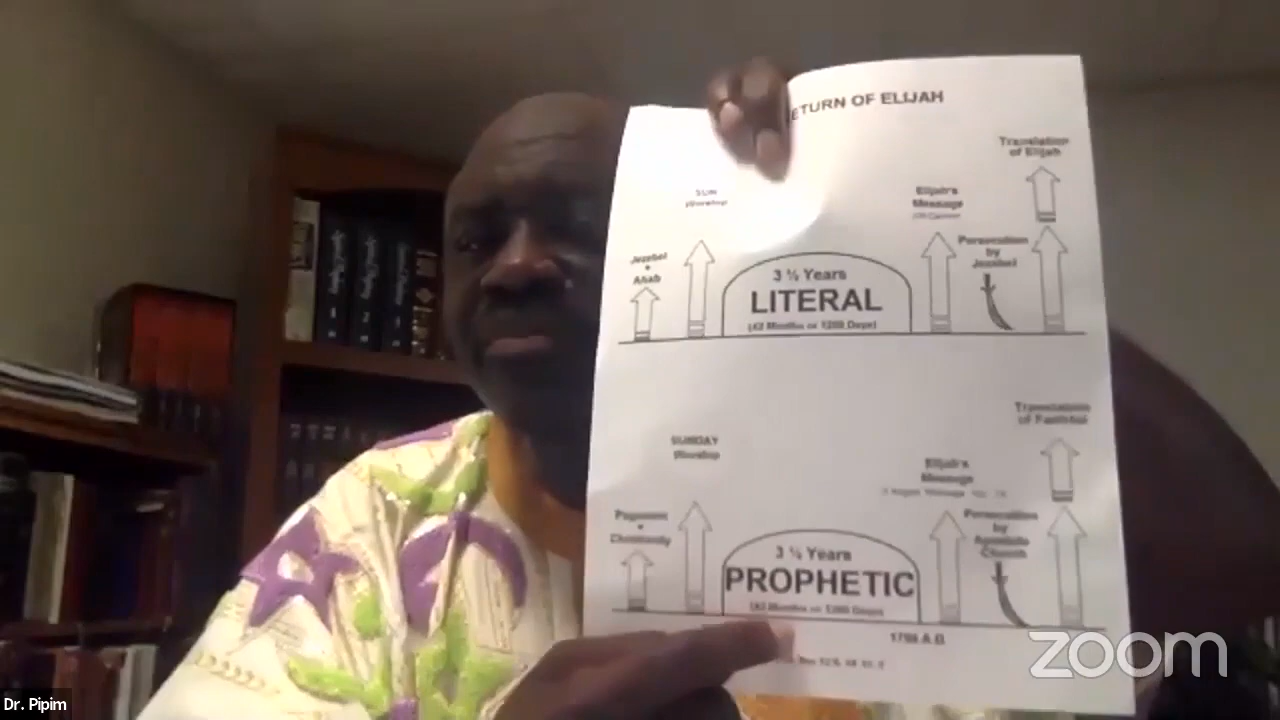 ETURN OF ELIJAH
Translation
of Elijah
SUN
Worship
Elijah's
Message
Jezebel
+
Ahab
Persecution
by
Jezebel
3 ½ Years
LITERAL
(42 Months or 1260 Days)
Translation
of Faithful
SUNDAY
Worship
Elijah's
Message
Christianity
Persecution
by
Apostate
Church
3 ½ Years
PROPHETIC
(42 Months or 1260 Days)
1798 A.D.
zoom
Dr. Pipim